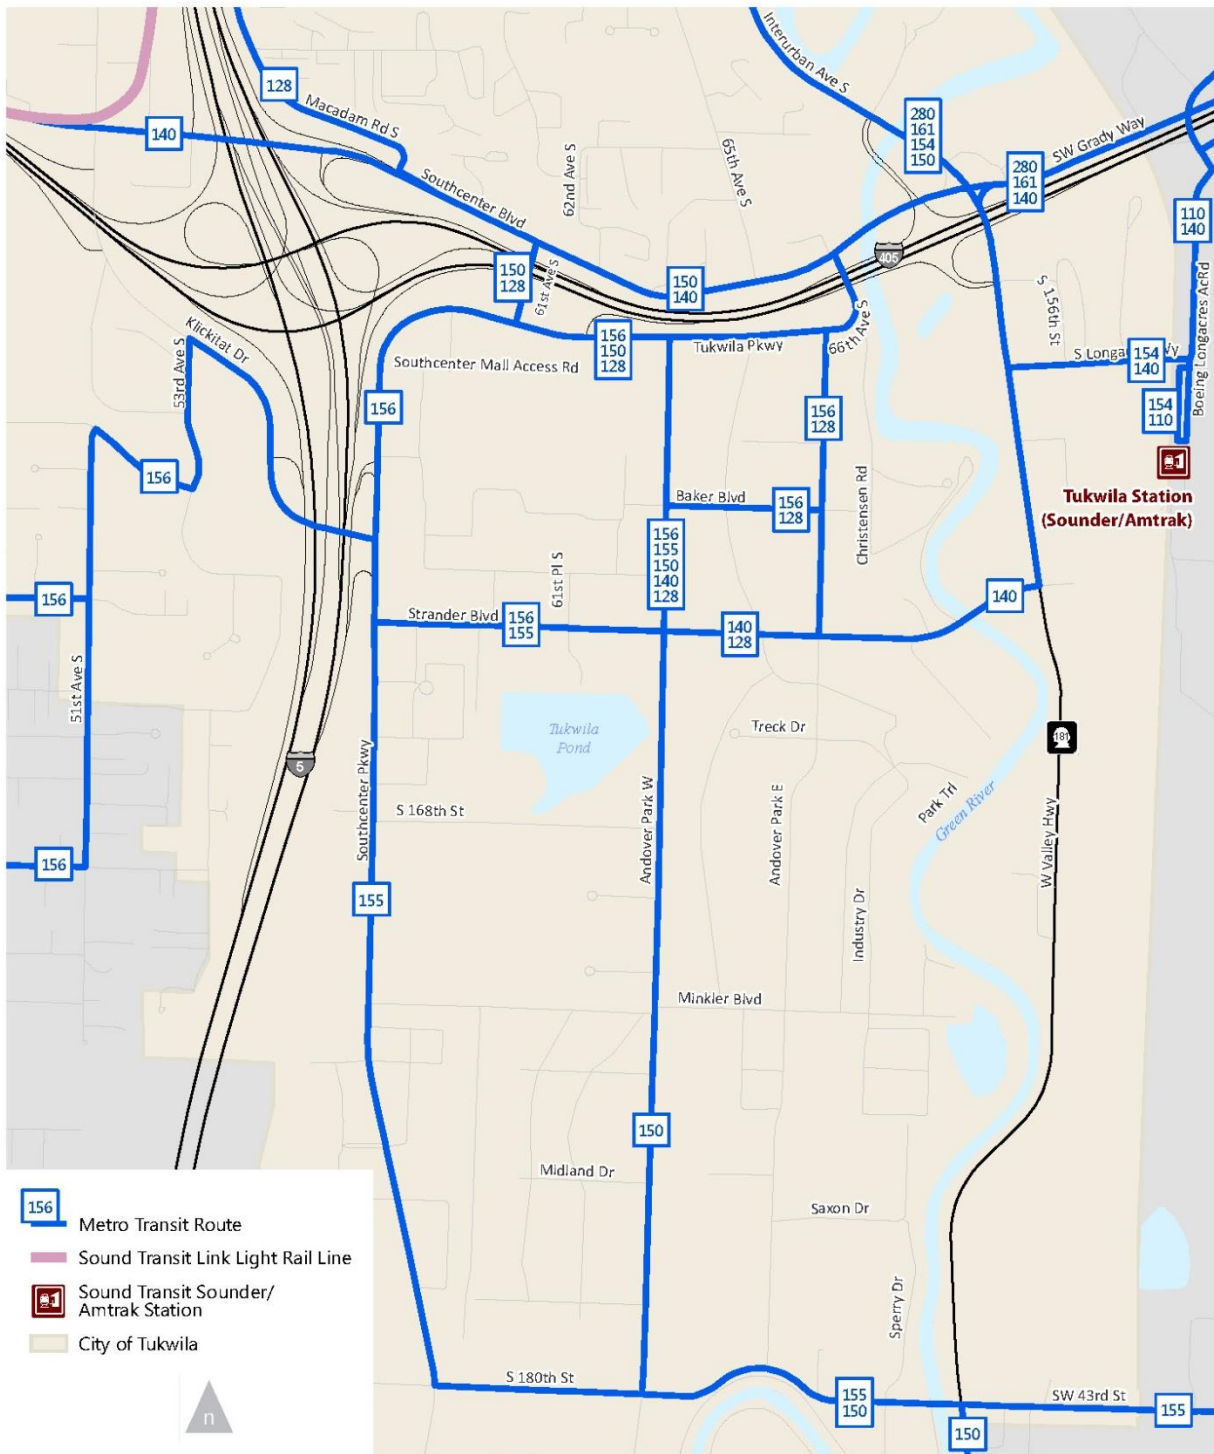 128
Macadam Rd S
140
Interurban Ave S
280
161
154
150
SW Grady Way
280
161
140
65th Ave S
62nd Ave S
Southcenter Blvd
110
140
405
150
128
61st Ave S
150
140
S 156th St
Boeing Longacres AcRd
Klickitat Dr
53rd Ave S
156
150
128
Tukwila Pkwy
66th Ave S
Southcenter Mall Access Rd
154
140
154
110
156
156
128
Tukwila Station
(Sounder/Amtrak)
156
Baker Blvd
156
128
Christensen Rd
156
155
150
140
128
61st Pl S
156
Strander Blvd
156
155
140
128
140
51st Ave S
Tukwila
Pond
Treck Dr
181
5
Southcenter Pkwy
S 168th St
Andover Park W
Andover Park E
Park Trl
Green River
W Valley Hwy
156
155
Industry Dr
Minkler Blvd
150
Midland Dr
Saxon Dr
Sperry Dr
S 180th St
155
150
SW 43rd St
155
150
156
Metro Transit Route
Sound Transit Link Light Rail Line
Sound Transit Sounder/
Amtrak Station
City of Tukwila
n